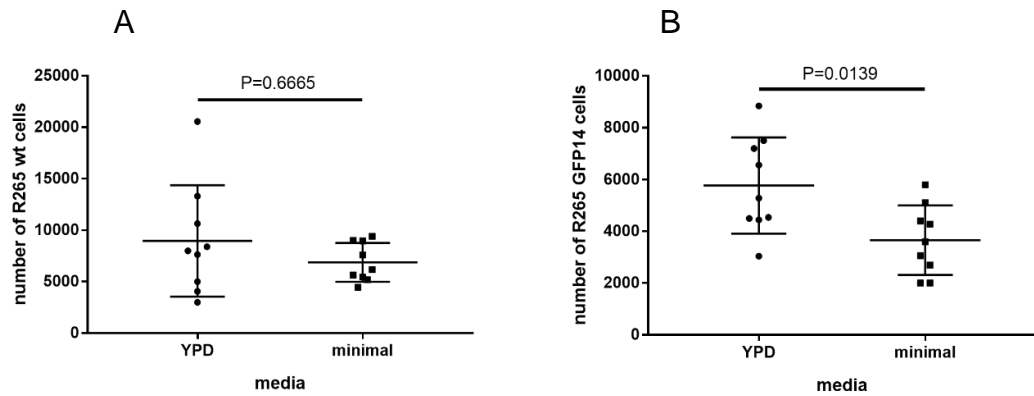 A
P=0.6665
number of R265 wt cells
25000
20000
15000
10000
5000
0
YPD
minimal
media
B
P=0.0139
number of R265 GFP14 cells
10000
8000
6000
4000
2000
0
YPD
minimal
media